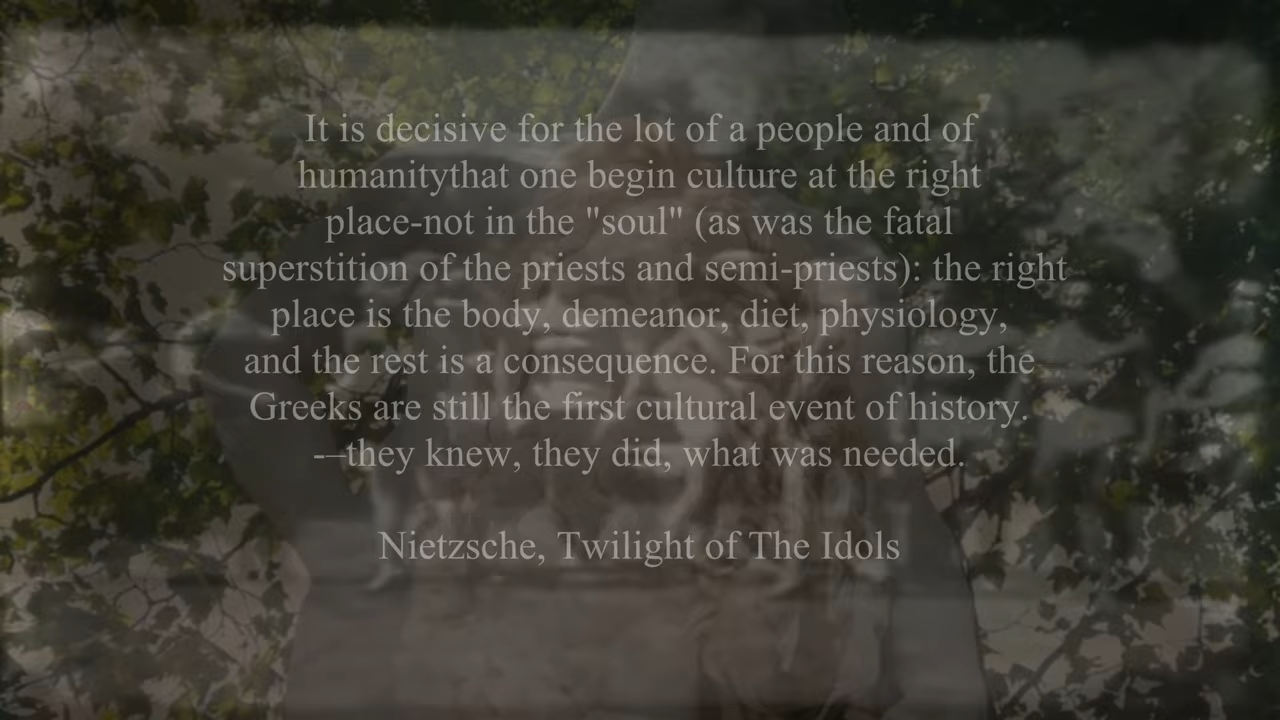 It is decisive for the lot of a people and of
humanitythat one begin culture at the right
place-not in the "soul" (as was the fatal
superstition of the priests and semi-priests): the right
place is the body, demeanor, diet, physiology,
and the rest is a consequence. For this reason, the
Greeks are still the first cultural event of history.
-–they knew, they did, what was needed.
Nietzsche, Twilight of The Idols